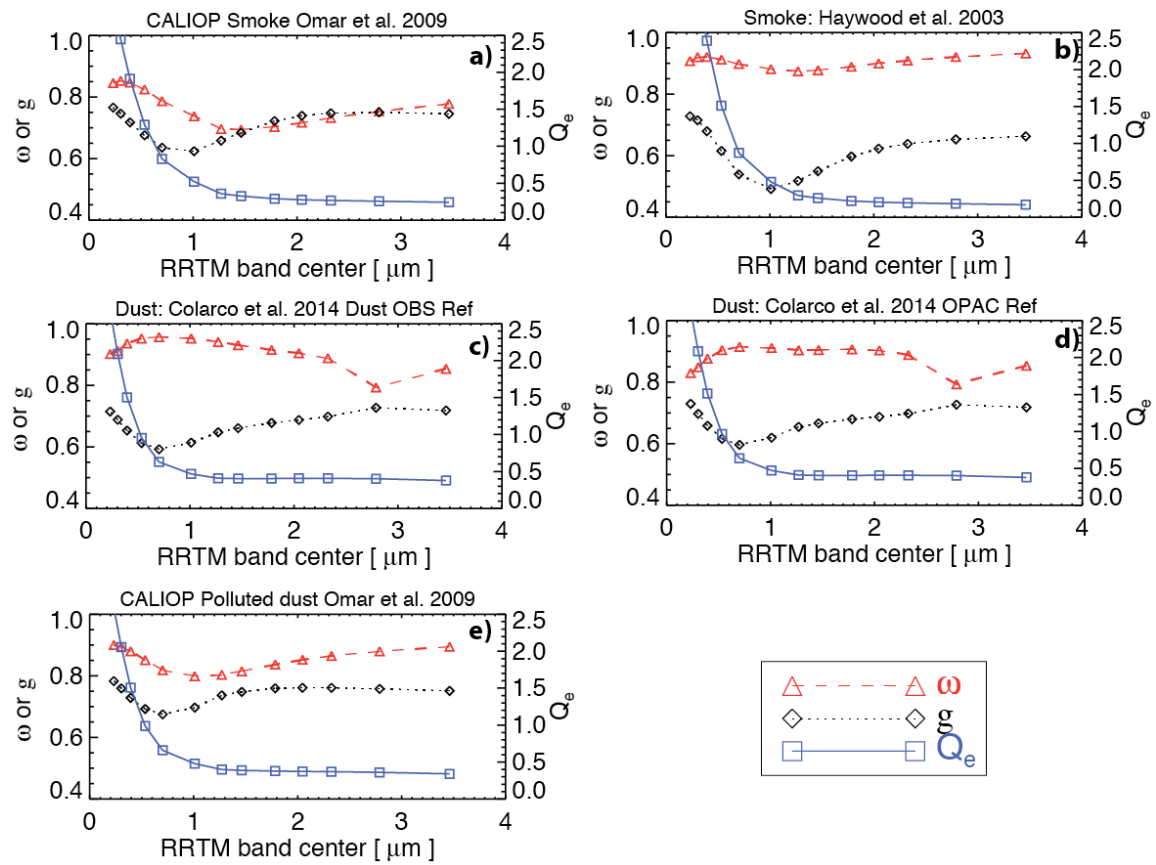 CALIOP Smoke Omar et al. 2009
a)
1.0
0.8
0.6
0.4
ω or g
2.5
2.0
1.5
1.0
0.5
0.0
Q_e
0 1 2 3 4
RRTM band center [ μm ]
Smoke: Haywood et al. 2003
b)
1.0
0.8
0.6
0.4
ω or g
2.5
2.0
1.5
1.0
0.5
0.0
Q_e
0 1 2 3 4
RRTM band center [ μm ]
Dust: Colarco et al. 2014 Dust OBS Ref
c)
1.0
0.8
0.6
0.4
ω or g
2.5
2.0
1.5
1.0
0.5
0.0
Q_e
0 1 2 3 4
RRTM band center [ μm ]
Dust: Colarco et al. 2014 OPAC Ref
d)
1.0
0.8
0.6
0.4
ω or g
2.5
2.0
1.5
1.0
0.5
0.0
Q_e
0 1 2 3 4
RRTM band center [ μm ]
CALIOP Polluted dust Omar et al. 2009
e)
1.0
0.8
0.6
0.4
ω or g
2.5
2.0
1.5
1.0
0.5
0.0
Q_e
0 1 2 3 4
RRTM band center [ μm ]
ω
g
Q_e